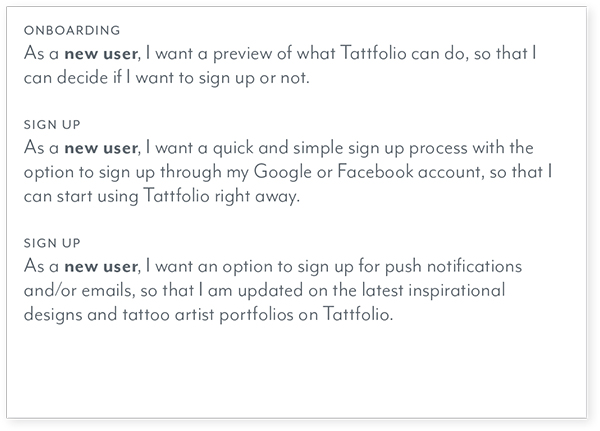 ONBOARDING
As a new user, I want a preview of what Tattfolio can do, so that I
can decide if I want to sign up or not.
SIGN UP
As a new user, I want a quick and simple sign up process with the
option to sign up through my Google or Facebook account, so that I
can start using Tattfolio right away.
SIGN UP
As a new user, I want an option to sign up for push notifications
and/or emails, so that I am updated on the latest inspirational
designs and tattoo artist portfolios on Tattfolio.